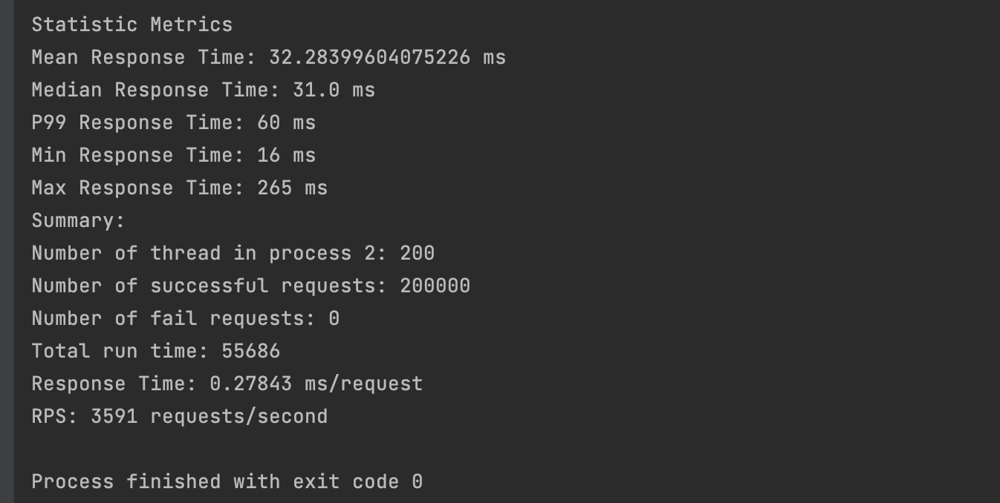 Statistic Metrics
Mean Response Time: 32.28399604075226 ms
Median Response Time: 31.0 ms
P99 Response Time: 60 ms
Min Response Time: 16 ms
Max Response Time: 265 ms
Summary:
Number of thread in process 2: 200
Number of successful requests: 200000
Number of fail requests: 0
Total run time: 55686
Response Time: 0.27843 ms/request
RPS: 3591 requests/second
Process finished with exit code 0